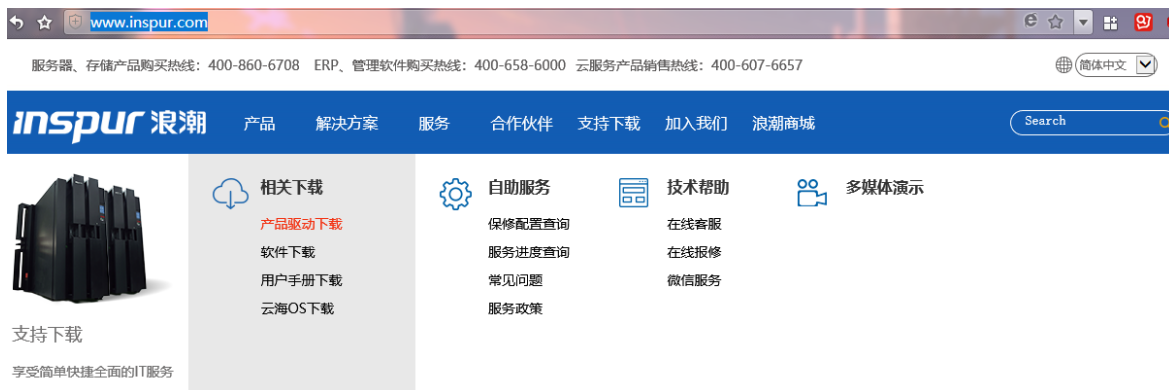 www.inspur.com
服务器、存储产品购买热线：400-860-6708 ERP、管理软件购买热线：400-658-6000 云服务产品销售热线：400-607-6657 简体中文
inspur 浪潮 产品 解决方案 服务 合作伙伴 支持下载 加入我们 浪潮商城 Search
相关下载 自助服务 技术帮助 多媒体演示
产品驱动下载 保修配置查询 在线客服
软件下载 服务进度查询 在线报修
用户手册下载 常见问题 微信服务
云海OS下载 服务政策
支持下载
享受简单快捷全面的IT服务